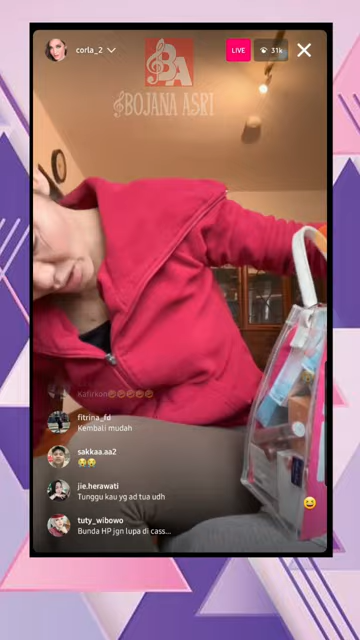 corla_2
LIVE
31k
BA
BOJANA ASRI
Kafirkon
fitrina_fd
Kembali mudah
sakkaa.aa2
jie.herawati
Tunggu kau yg ad tua udh
tuty_wibowo
Bunda HP jgn lupa di cass...